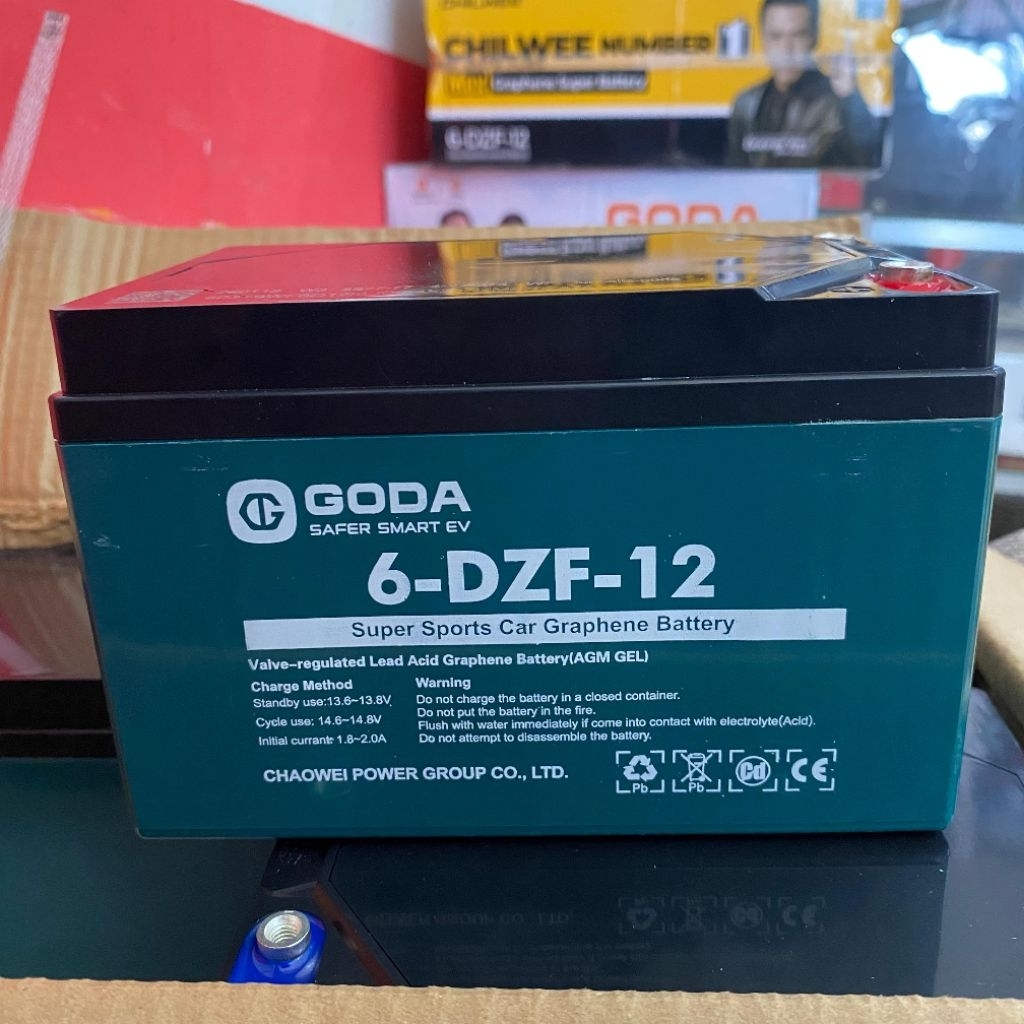 CHILWEE
CHILWEE NUMBER 1
Graphene Super Battery
6-DZF-12
GODA
GODA
SAFER SMART EV
6-DZF-12
Super Sports Car Graphene Battery
Valve-regulated Lead Acid Graphene Battery(AGM GEL)
Charge Method
Standby use:13.6~13.8V
Cycle use: 14.6~14.8V
Initial currant: 1.8~2.0A
Warning
Do not charge the battery in a closed container.
Do not put the battery in the fire.
Flush with water immediately if come into contact with electrolyte(Acid).
Do not attempt to disassemble the battery.
CHAOWEI POWER GROUP CO., LTD.
Pb Pb Cd CE